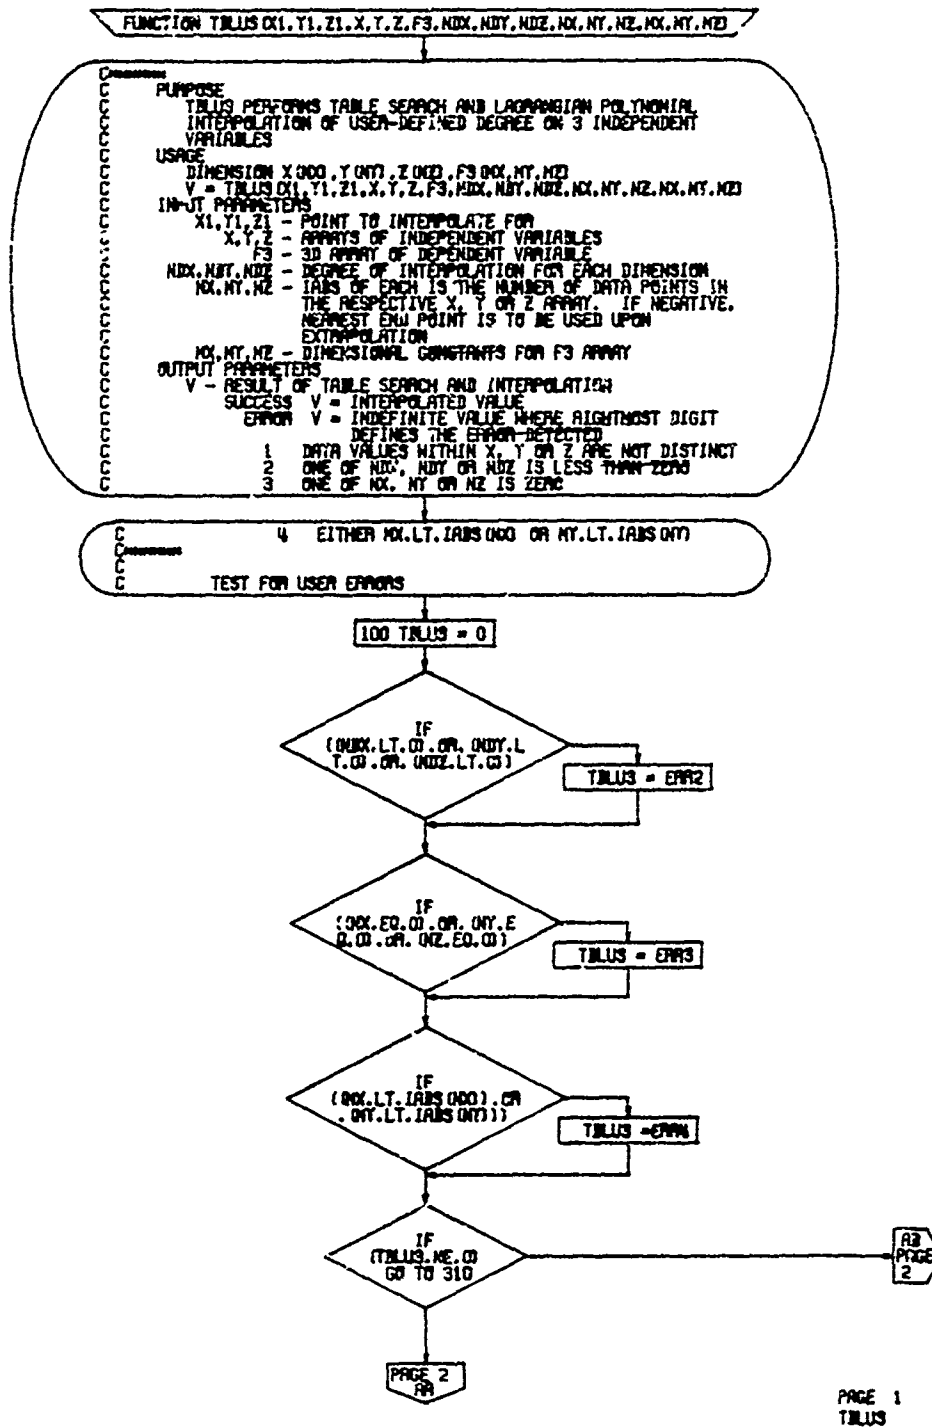 FUNCTION TBLU3(X1,Y1,Z1,X,Y,Z,F3,NDX,NDY,NDZ,NX,NY,NZ,MX,MY,MZ)
C
C PURPOSE
C TBLU3 PERFORMS TABLE SEARCH AND LAGRANGIAN POLYNOMIAL
C INTERPOLATION OF USER-DEFINED DEGREE ON 3 INDEPENDENT
C VARIABLES
C USAGE
C DIMENSION X(NX),Y(NY),Z(NZ),F3(MX,MY,MZ)
C V = TBLU3(X1,Y1,Z1,X,Y,Z,F3,NDX,NDY,NDZ,NX,NY,NZ,MX,MY,MZ)
C INPUT PARAMETERS
C X1,Y1,Z1 - POINT TO INTERPOLATE FOR
C X,Y,Z - ARRAYS OF INDEPENDENT VARIABLES
C F3 - 3D ARRAY OF DEPENDENT VARIABLE
C NDX,NDY,NDZ - DEGREE OF INTERPOLATION FOR EACH DIMENSION
C NX,NY,NZ - IABS OF EACH IS THE NUMBER OF DATA POINTS IN
C THE RESPECTIVE X, Y OR Z ARRAY. IF NEGATIVE,
C NEAREST END POINT IS TO BE USED UPON
C EXTRAPOLATION
C MX,MY,MZ - DIMENSIONAL CONSTANTS FOR F3 ARRAY
C OUTPUT PARAMETERS
C V - RESULT OF TABLE SEARCH AND INTERPOLATION
C SUCCESS V = INTERPOLATED VALUE
C ERROR V = INDEFINITE VALUE WHERE RIGHTMOST DIGIT
C DEFINES THE ERROR DETECTED
C 1 DATA VALUES WITHIN X, Y OR Z ARE NOT DISTINCT
C 2 ONE OF NDX, NDY OR NDZ IS LESS THAN ZERO
C 3 ONE OF NX, NY OR NZ IS ZERO
C 4 EITHER MX.LT.IABS(NX) OR MY.LT.IABS(NY)
C
C
C TEST FOR USER ERRORS
100 TBLU3 = 0
IF
((NDX.LT.0).OR.(NDY.L
T.0).OR.(NDZ.LT.0))
TBLU3 = ERR2
IF
((NX.EQ.0).OR.(NY.E
Q.0).OR.(NZ.EQ.0))
TBLU3 = ERR3
IF
((MX.LT.IABS(NX)).OR
.(MY.LT.IABS(NY)))
TBLU3 =ERR4
IF
(TBLU3.NE.0)
GO TO 310
AB
PAGE
2
PAGE 2
AA
PAGE 1
TBLU3